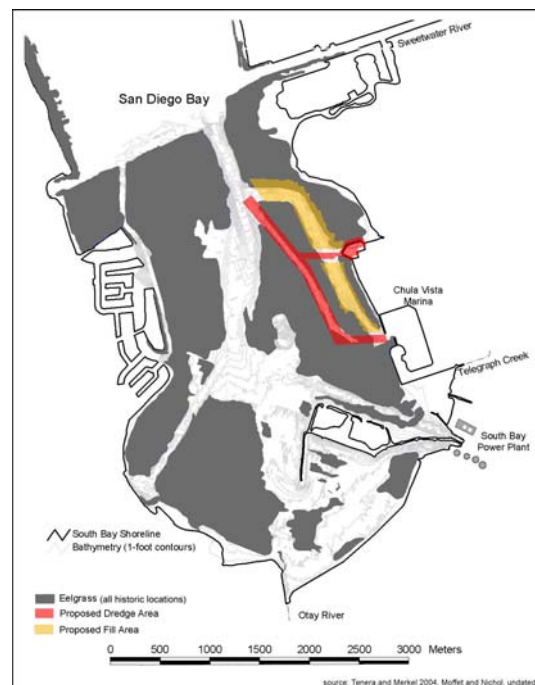 Sweetwater River
San Diego Bay
Chula Vista
Marina
Telegraph Creek
South Bay
Power Plant
South Bay Shoreline
Bathymetry (1-foot contours)
Eelgrass (all historic locations)
Proposed Dredge Area
Proposed Fill Area
Otay River
0 500 1000 1500 2000 2500 3000 Meters
source: Tenera and Merkel 2004, Moffet and Nichol, undated